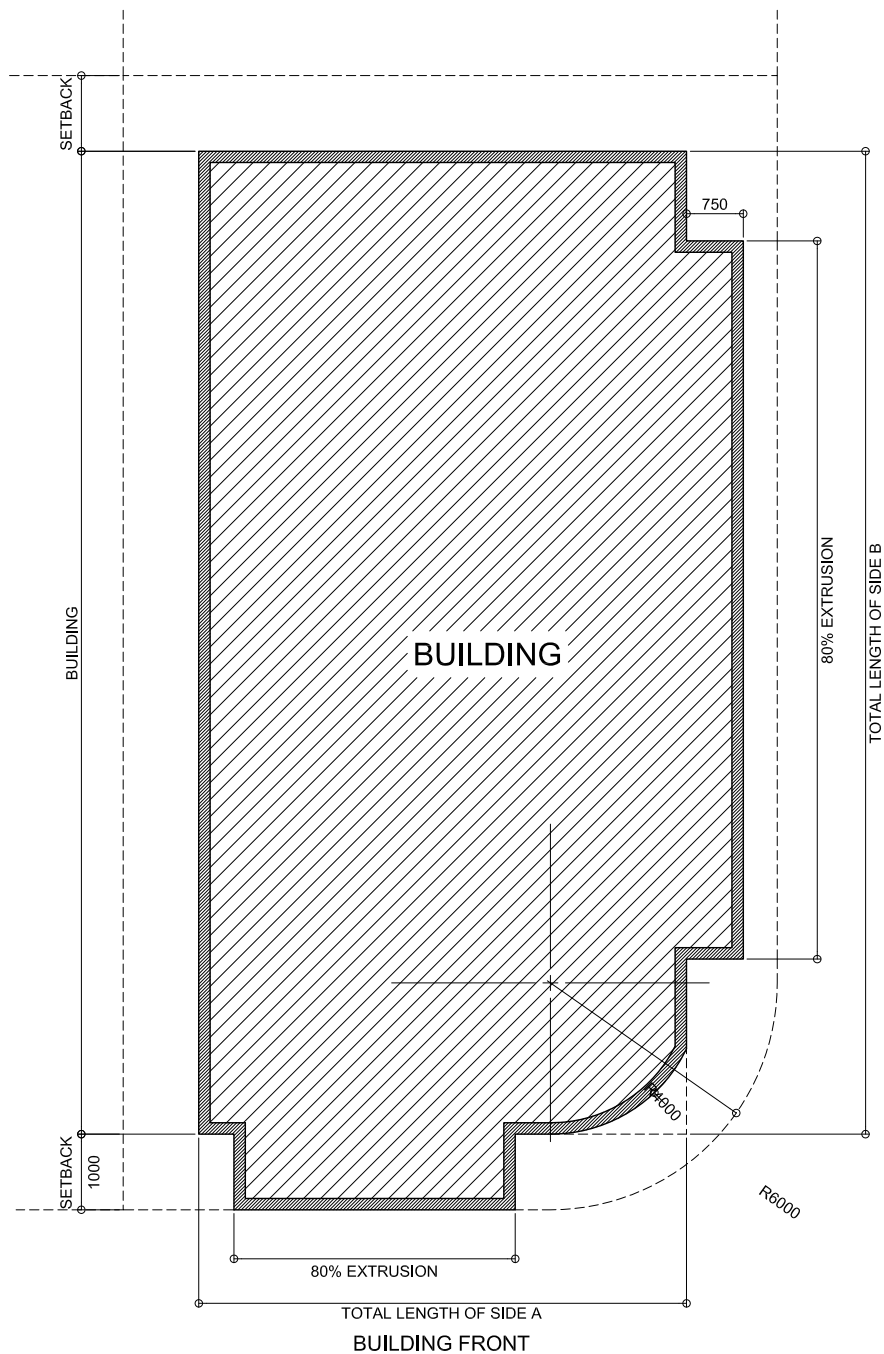 SETBACK
750
BUILDING
80% EXTRUSION
TOTAL LENGTH OF SIDE B
BUILDING
R4000
SETBACK
1000
R6000
80% EXTRUSION
TOTAL LENGTH OF SIDE A
BUILDING FRONT